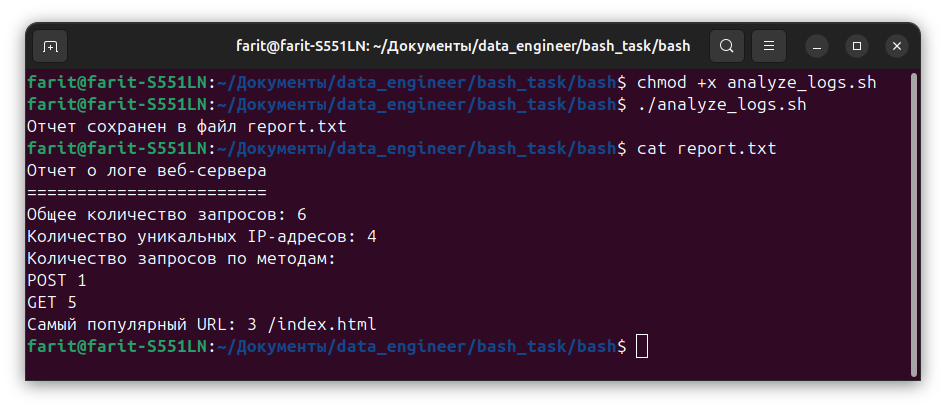 farit@farit-S551LN: ~/Документы/data_engineer/bash_task/bash
farit@farit-S551LN:~/Документы/data_engineer/bash_task/bash$ chmod +x analyze_logs.sh
farit@farit-S551LN:~/Документы/data_engineer/bash_task/bash$ ./analyze_logs.sh
Отчет сохранен в файл report.txt
farit@farit-S551LN:~/Документы/data_engineer/bash_task/bash$ cat report.txt
Отчет о логе веб-сервера
========================
Общее количество запросов: 6
Количество уникальных IP-адресов: 4
Количество запросов по методам:
POST 1
GET 5
Самый популярный URL: 3 /index.html
farit@farit-S551LN:~/Документы/data_engineer/bash_task/bash$